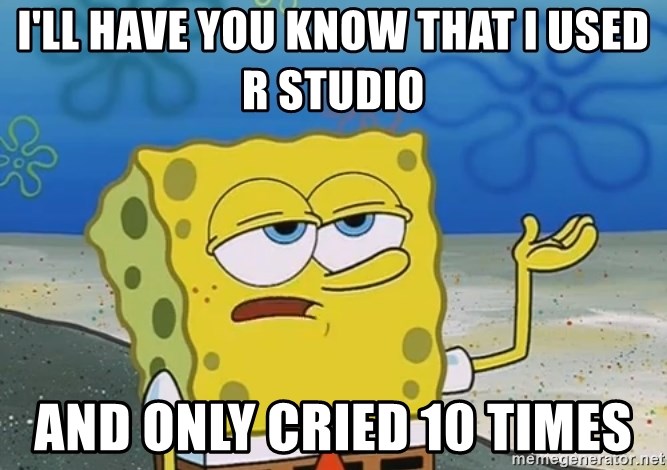 I'LL HAVE YOU KNOW THAT I USED
R STUDIO
AND ONLY CRIED 10 TIMES
memegenerator.net